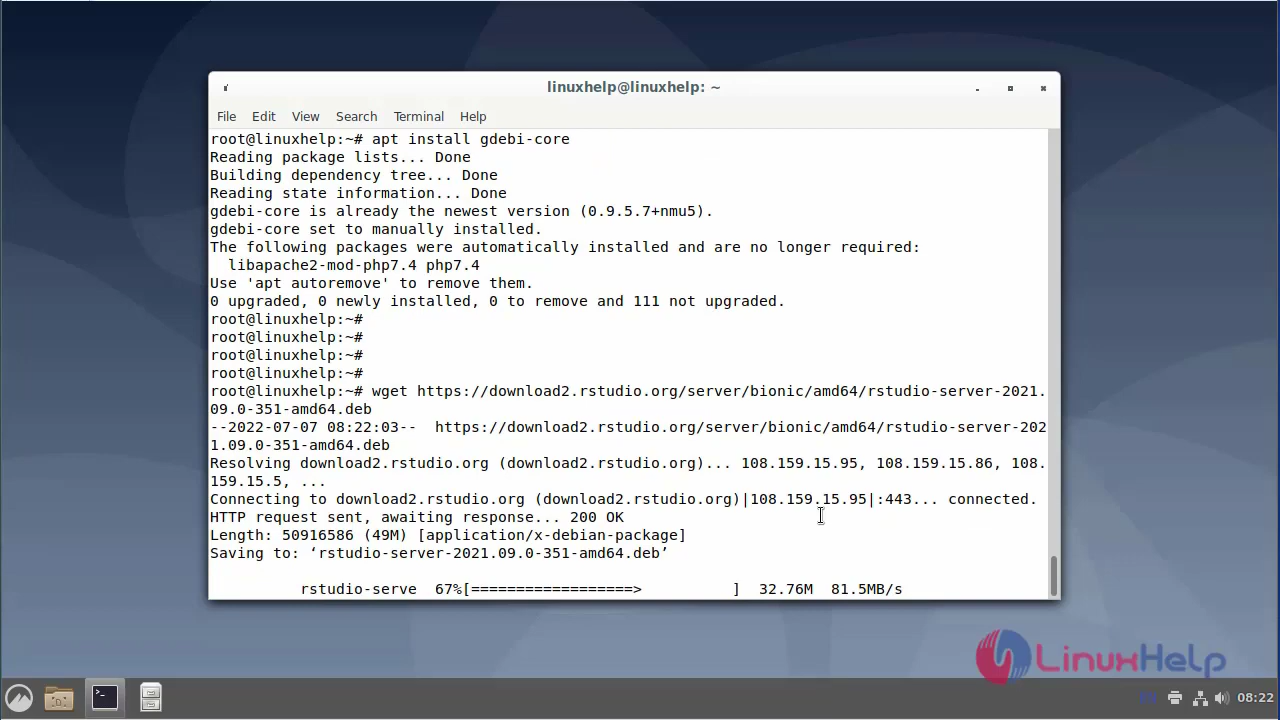 linuxhelp@linuxhelp: ~
File Edit View Search Terminal Help
root@linuxhelp:~# apt install gdebi-core
Reading package lists... Done
Building dependency tree... Done
Reading state information... Done
gdebi-core is already the newest version (0.9.5.7+nmu5).
gdebi-core set to manually installed.
The following packages were automatically installed and are no longer required:
  libapache2-mod-php7.4 php7.4
Use 'apt autoremove' to remove them.
0 upgraded, 0 newly installed, 0 to remove and 111 not upgraded.
root@linuxhelp:~#
root@linuxhelp:~#
root@linuxhelp:~#
root@linuxhelp:~#
root@linuxhelp:~# wget https://download2.rstudio.org/server/bionic/amd64/rstudio-server-2021.
09.0-351-amd64.deb
--2022-07-07 08:22:03--  https://download2.rstudio.org/server/bionic/amd64/rstudio-server-202
1.09.0-351-amd64.deb
Resolving download2.rstudio.org (download2.rstudio.org)... 108.159.15.95, 108.159.15.86, 108.
159.15.5, ...
Connecting to download2.rstudio.org (download2.rstudio.org)|108.159.15.95|:443... connected.
HTTP request sent, awaiting response... 200 OK
Length: 50916586 (49M) [application/x-debian-package]
Saving to: ‘rstudio-server-2021.09.0-351-amd64.deb’
rstudio-serve  67%[==================>          ]  32.76M  81.5MB/s
LinuxHelp
08:22